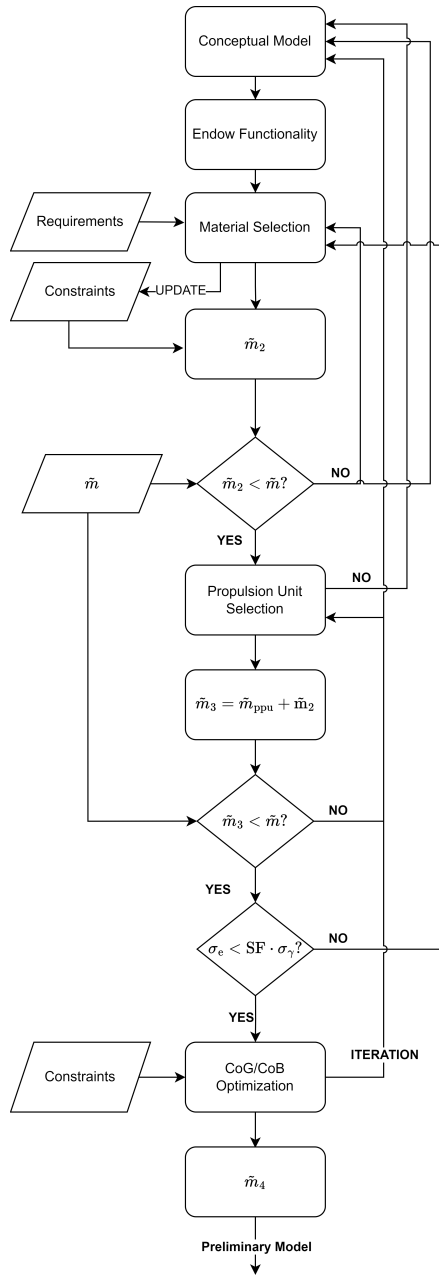 Conceptual Model
Endow Functionality
Requirements
Material Selection
Constraints
UPDATE
m̃₂
m̃
m̃₂ < m̃?
NO
YES
Propulsion Unit
Selection
NO
m̃₃ = m̃ₚₚᵤ + m̃₂
m̃₃ < m̃?
NO
YES
σₑ < SF · σᵧ?
NO
YES
Constraints
CoG/CoB
Optimization
ITERATION
m̃₄
Preliminary Model